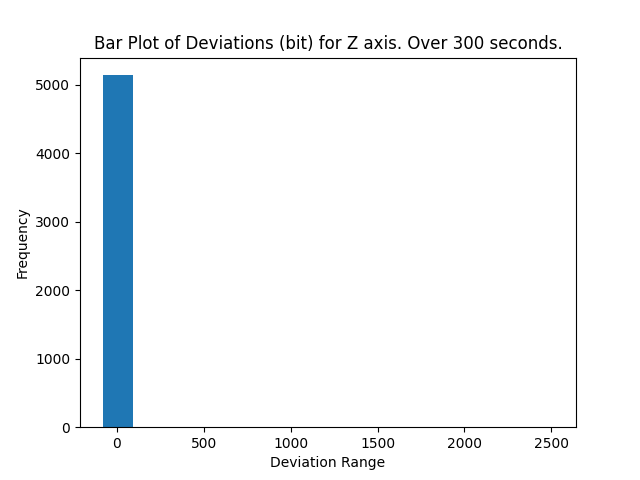 Bar Plot of Deviations (bit) for Z axis. Over 300 seconds.
5000
4000
3000
2000
1000
0
Frequency
0 500 1000 1500 2000 2500
Deviation Range